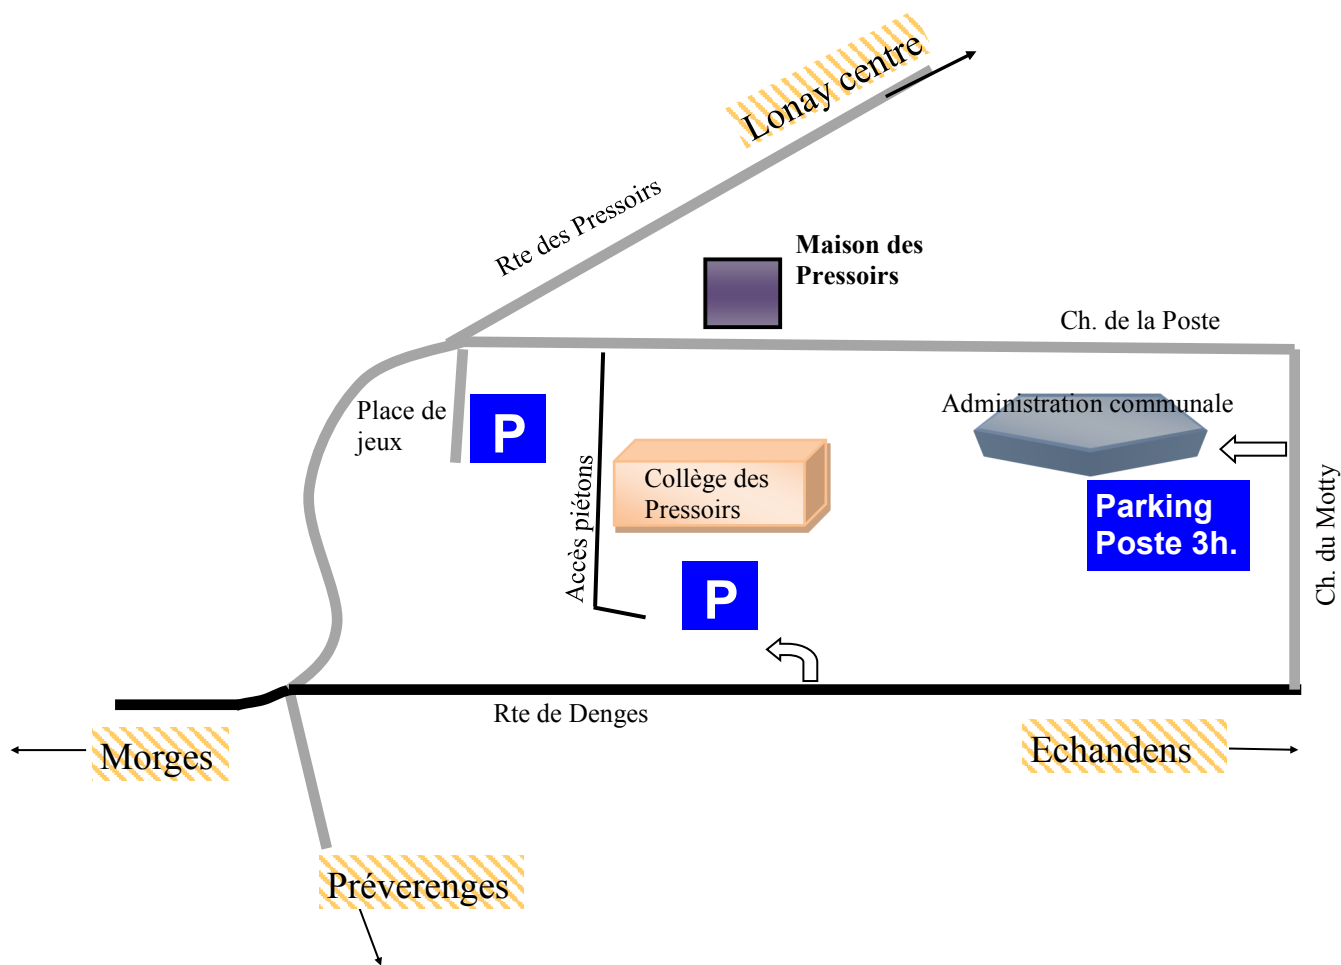 Lonay centre
Rte des Pressoirs
Maison des
Pressoirs
Ch. de la Poste
Place de
jeux
P
Administration communale
Accès piétons
Collège des
Pressoirs
Parking
Poste 3h.
Ch. du Motty
P
Rte de Denges
Morges
Echandens
Préverenges